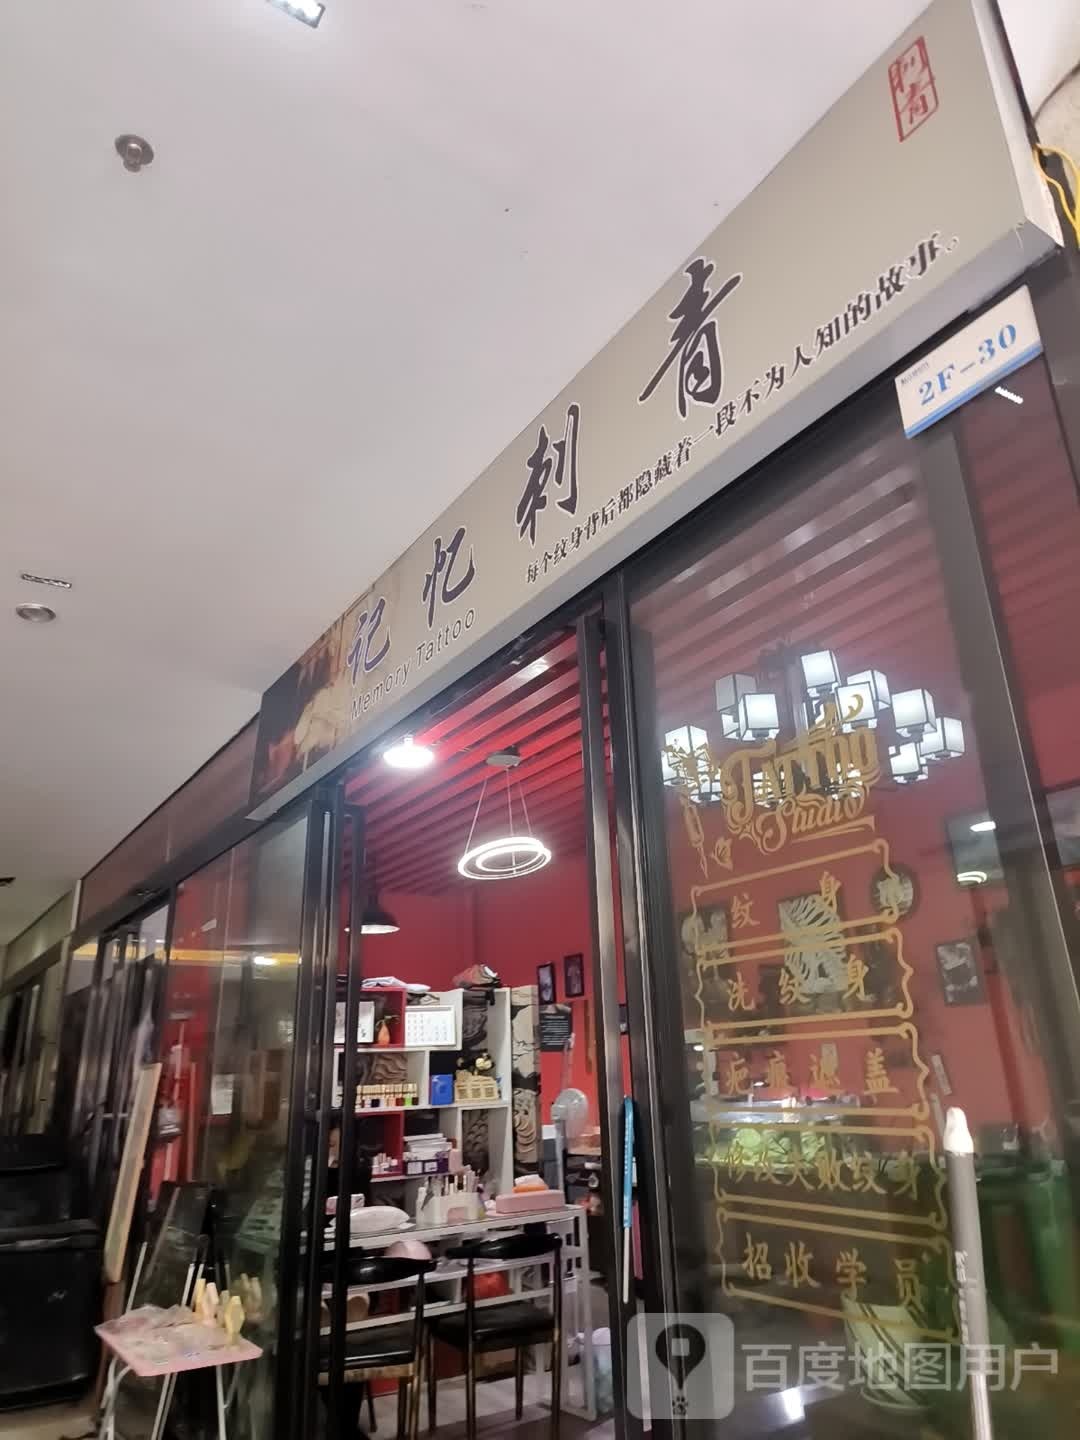 刺青
记忆刺青
Memory Tattoo
每个纹身背后都隐藏着一段不为人知的故事。
2F-30
Tattoo
Studio
纹身
洗纹身
疤痕遮盖
修改失败纹身
招收学员
百度地图用户